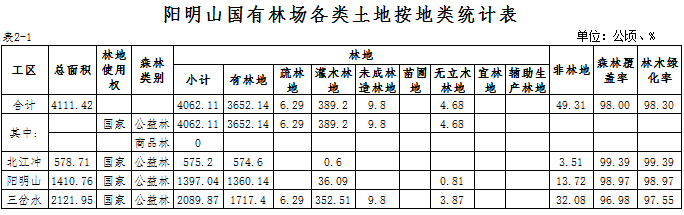 阳明山国有林场各类土地按地类统计表
表2-1 单位：公顷、%
工区 总面积 林地使用权 森林类别 林地 非林地 森林覆盖率 林木绿化率
小计 有林地 疏林地 灌木林地 未成林造林地 苗圃地 无立木林地 宜林地 辅助生产林地
合计 4111.42 4062.11 3652.14 6.29 389.2 9.8 4.68 49.31 98.00 98.30
其中： 国家 公益林 4062.11 3652.14 6.29 389.2 9.8 4.68
商品林 0
北江冲 578.71 国家 公益林 575.2 574.6 0.6 3.51 99.39 99.39
阳明山 1410.76 国家 公益林 1397.04 1360.14 36.09 0.81 13.72 98.97 98.97
三岔水 2121.95 国家 公益林 2089.87 1717.4 6.29 352.51 9.8 3.87 32.08 96.98 97.55